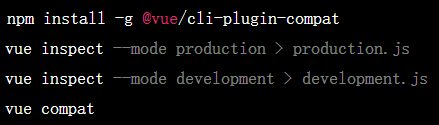 npm install -g @vue/cli-plugin-compat
vue inspect --mode production > production.js
vue inspect --mode development > development.js
vue compat